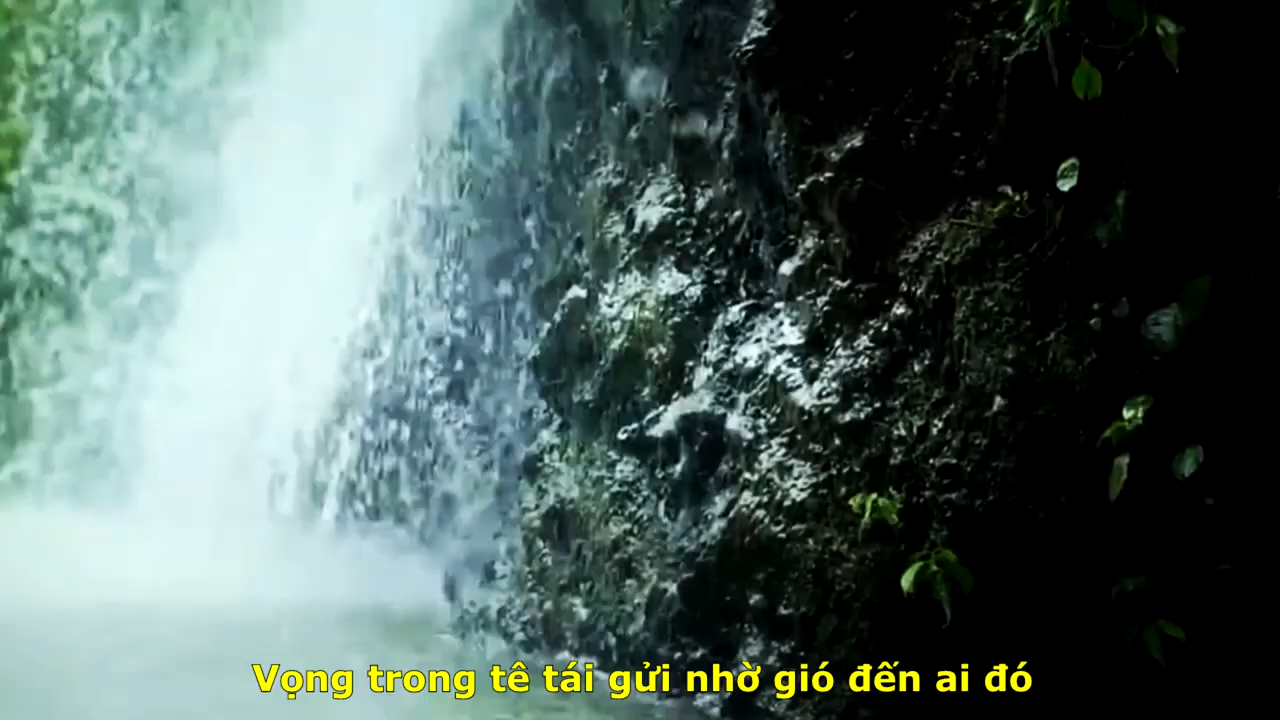 Vọng trong tê tái gửi nhờ gió đến ai đó